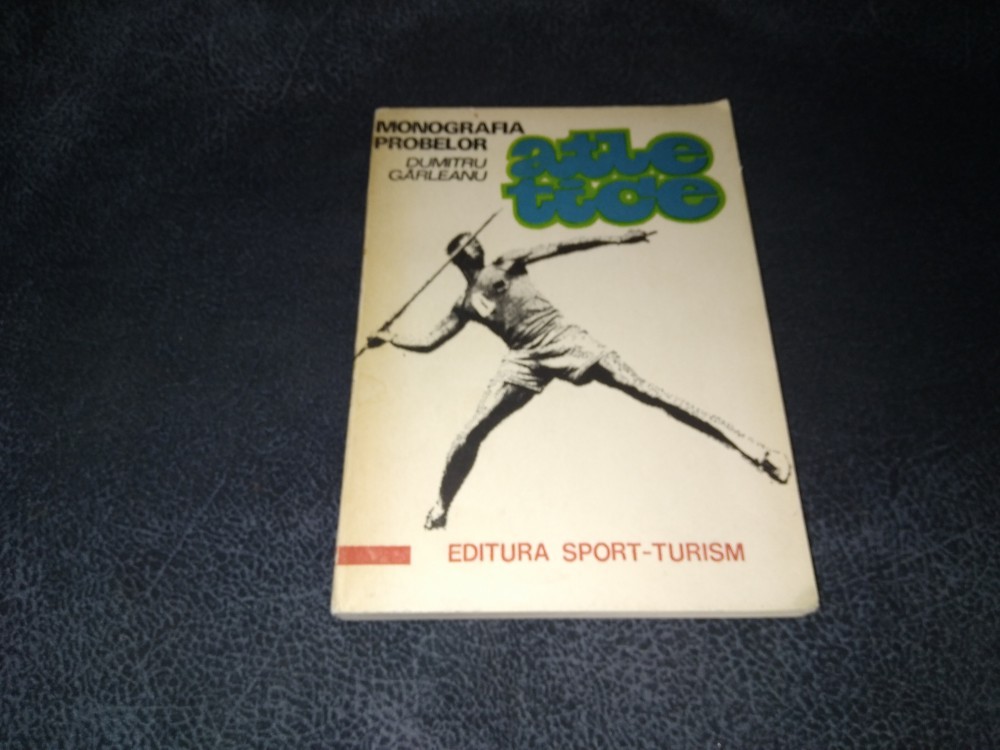 MONOGRAFIA
PROBELOR
atle
tice
DUMITRU
GÂRLEANU
EDITURA SPORT-TURISM